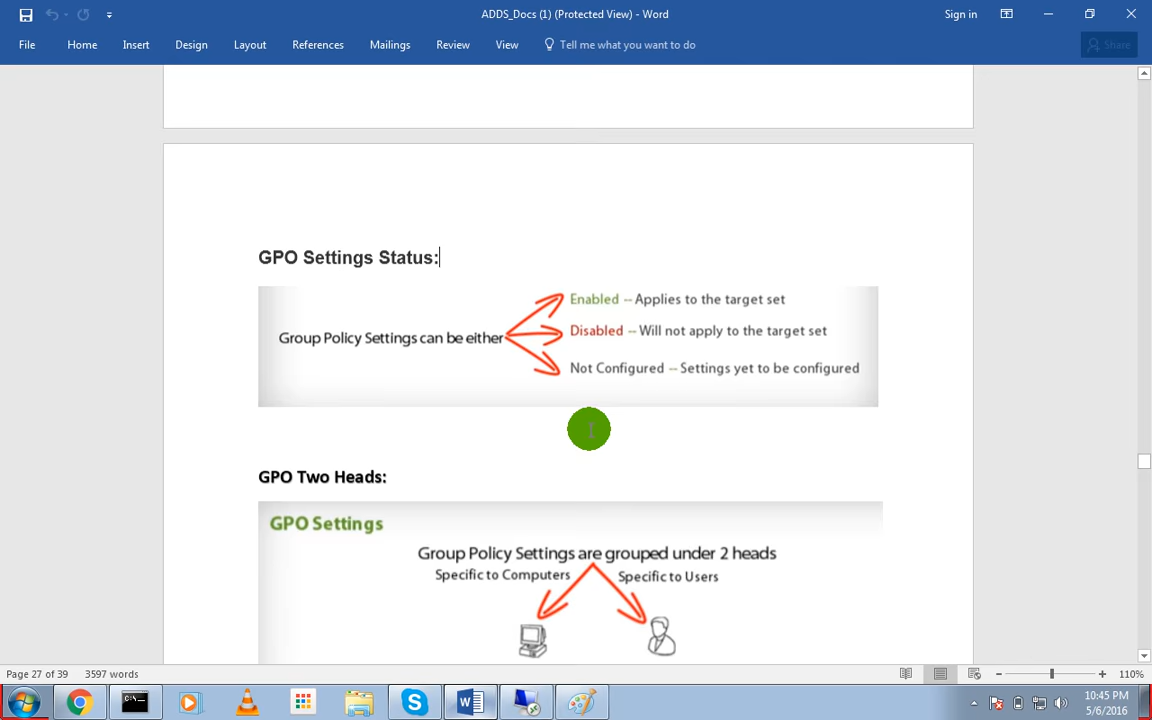 ADDS_Docs (1) (Protected View) - Word
Sign in
File Home Insert Design Layout References Mailings Review View Tell me what you want to do Share
GPO Settings Status:
Enabled -- Applies to the target set
Group Policy Settings can be either
Disabled -- Will not apply to the target set
Not Configured -- Settings yet to be configured
GPO Two Heads:
GPO Settings
Group Policy Settings are grouped under 2 heads
Specific to Computers Specific to Users
Page 27 of 39 3597 words
110%
10:45 PM
5/6/2016